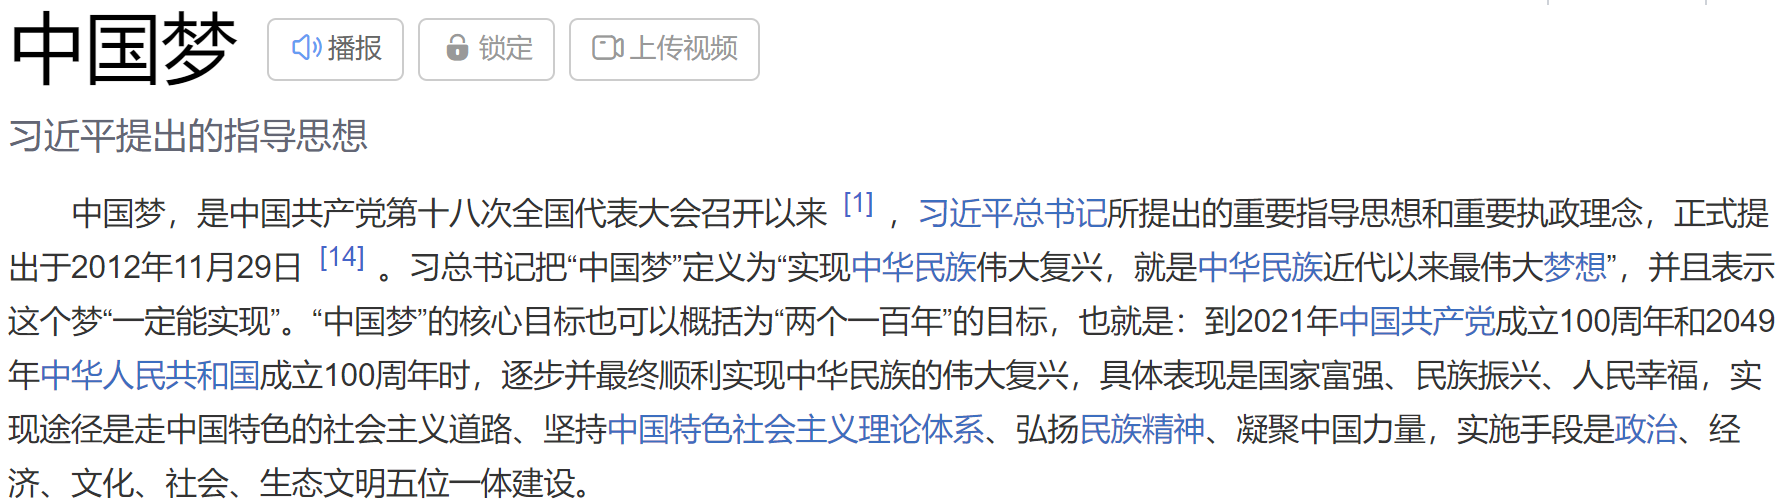 中国梦 播报 锁定 上传视频
习近平提出的指导思想
中国梦，是中国共产党第十八次全国代表大会召开以来 [1] ，习近平总书记所提出的重要指导思想和重要执政理念，正式提
出于2012年11月29日 [14] 。习总书记把“中国梦”定义为“实现中华民族伟大复兴，就是中华民族近代以来最伟大梦想”，并且表示
这个梦“一定能实现”。“中国梦”的核心目标也可以概括为“两个一百年”的目标，也就是：到2021年中国共产党成立100周年和2049
年中华人民共和国成立100周年时，逐步并最终顺利实现中华民族的伟大复兴，具体表现是国家富强、民族振兴、人民幸福，实
现途径是走中国特色的社会主义道路、坚持中国特色社会主义理论体系、弘扬民族精神、凝聚中国力量，实施手段是政治、经
济、文化、社会、生态文明五位一体建设。